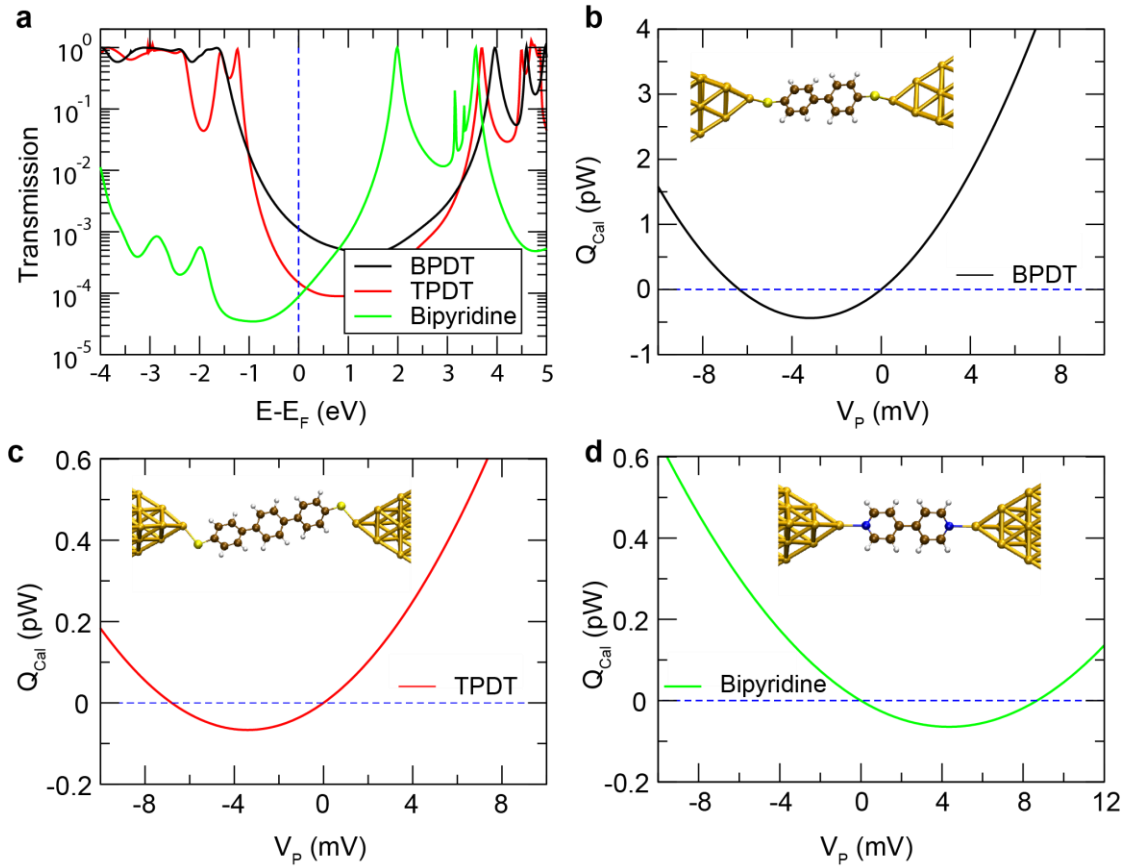 a
10^0
10^-1
10^-2
10^-3
10^-4
10^-5
Transmission
-4 -3 -2 -1 0 1 2 3 4 5
E-E_F (eV)
BPDT
TPDT
Bipyridine
b
4
3
2
1
0
-1
Q_Cal (pW)
-8 -4 0 4 8
V_P (mV)
BPDT
c
0.6
0.4
0.2
0
-0.2
Q_Cal (pW)
-8 -4 0 4 8
V_P (mV)
TPDT
d
0.6
0.4
0.2
0
-0.2
Q_Cal (pW)
-8 -4 0 4 8 12
V_P (mV)
Bipyridine